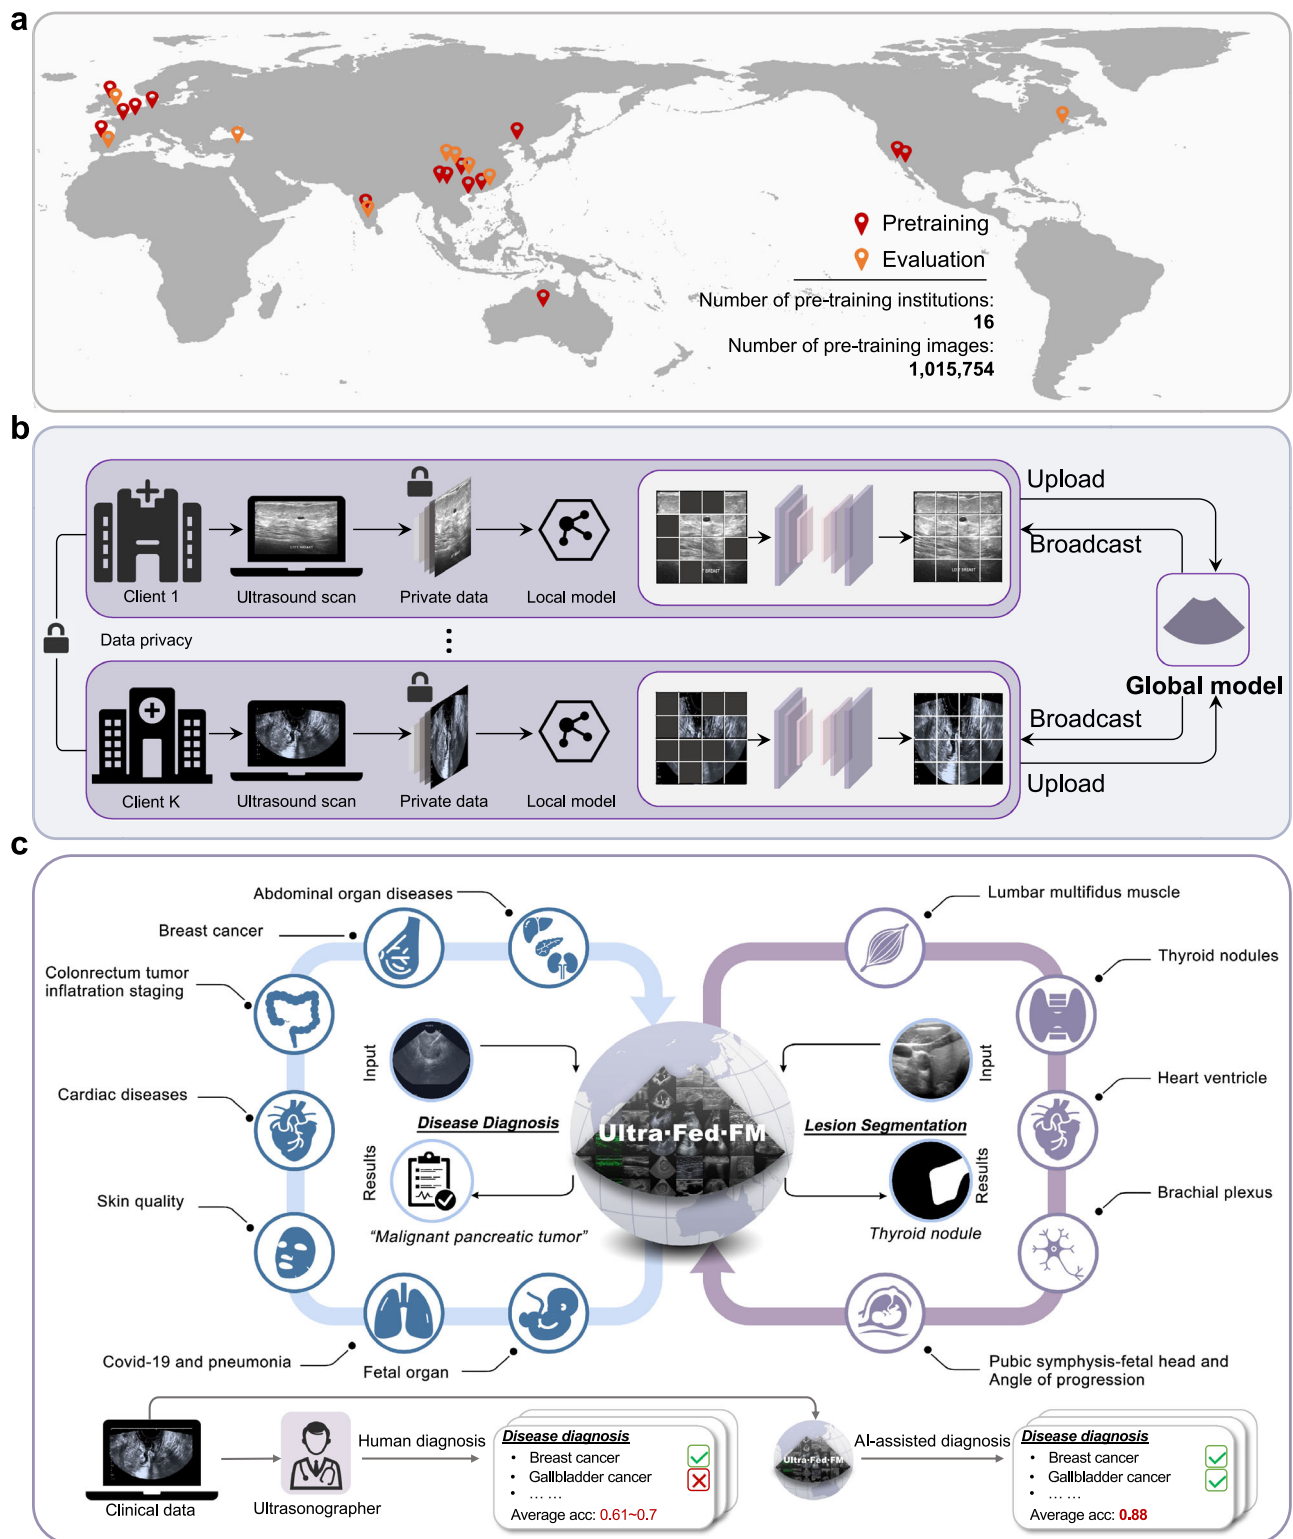 a
Pretraining
Evaluation
Number of pre-training institutions:
16
Number of pre-training images:
1,015,754
b
Upload
Broadcast
Client 1
Ultrasound scan
Private data
Local model
LEFT BREAST
Data privacy
Global model
Broadcast
Upload
Client K
Ultrasound scan
Private data
Local model
c
Abdominal organ diseases
Breast cancer
Colonrectum tumor
inflatration staging
Cardiac diseases
Skin quality
Covid-19 and pneumonia
Fetal organ
Input
Disease Diagnosis
Results
“Malignant pancreatic tumor”
Ultra·Fed·FM
Lumbar multifidus muscle
Thyroid nodules
Heart ventricle
Brachial plexus
Pubic symphysis-fetal head and
Angle of progression
Input
Lesion Segmentation
Results
Thyroid nodule
Clinical data
Ultrasonographer
Human diagnosis
Disease diagnosis
• Breast cancer
• Gallbladder cancer
• ... ...
Average acc: 0.61~0.7
Ultra·Fed·FM
AI-assisted diagnosis
Disease diagnosis
• Breast cancer
• Gallbladder cancer
• ... ...
Average acc: 0.88